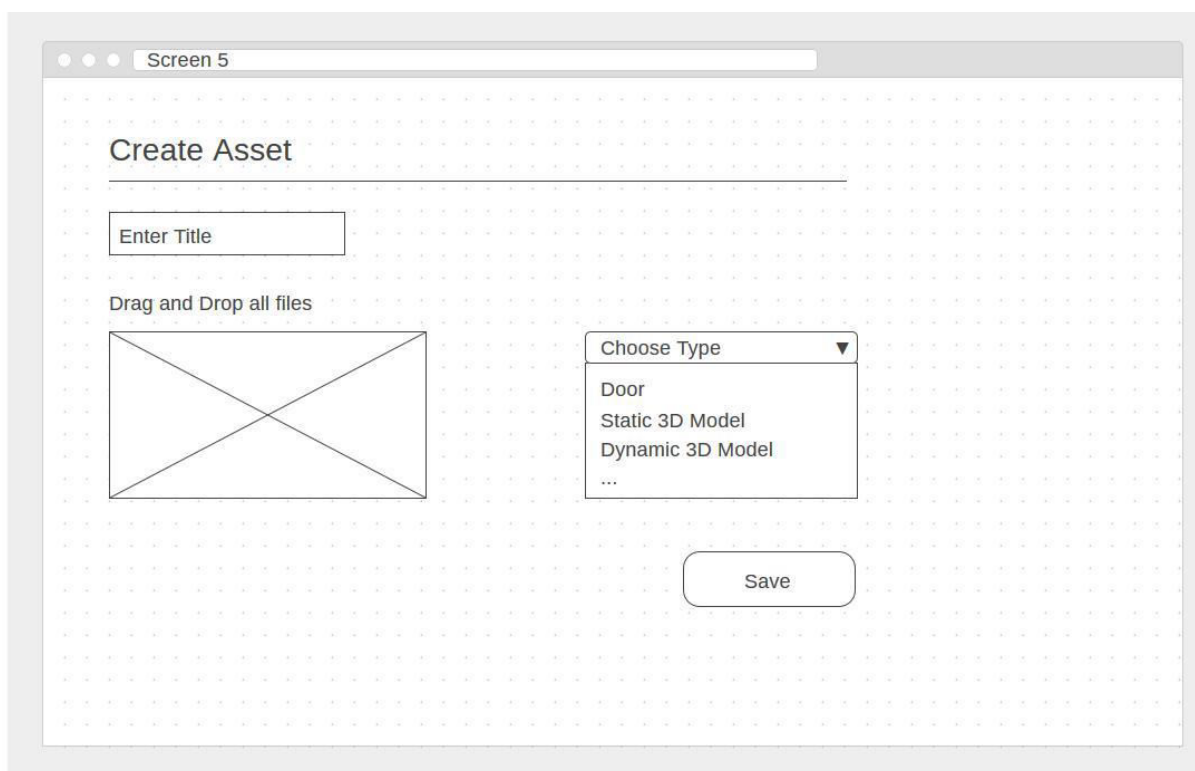 Screen 5
Create Asset
Enter Title
Drag and Drop all files
Choose Type ▼
Door
Static 3D Model
Dynamic 3D Model
...
Save